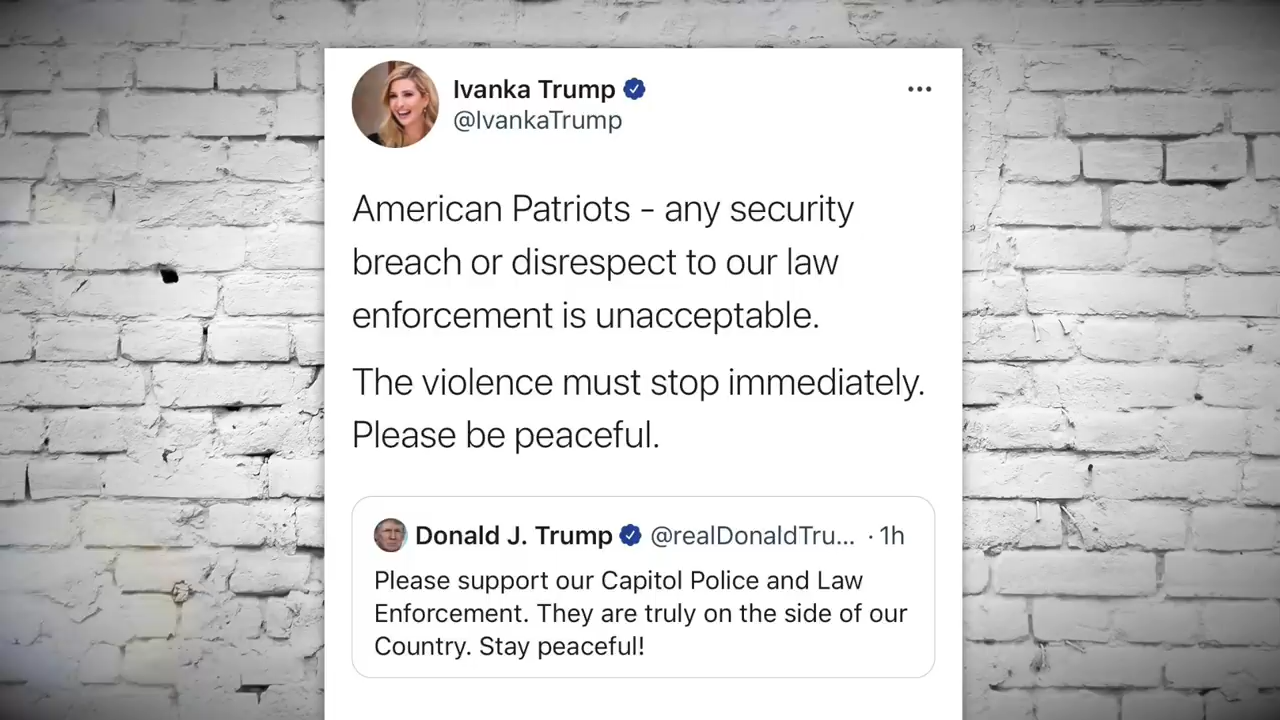 Ivanka Trump
@IvankaTrump
American Patriots - any security
breach or disrespect to our law
enforcement is unacceptable.
The violence must stop immediately.
Please be peaceful.
Donald J. Trump @realDonaldTru... · 1h
Please support our Capitol Police and Law
Enforcement. They are truly on the side of our
Country. Stay peaceful!